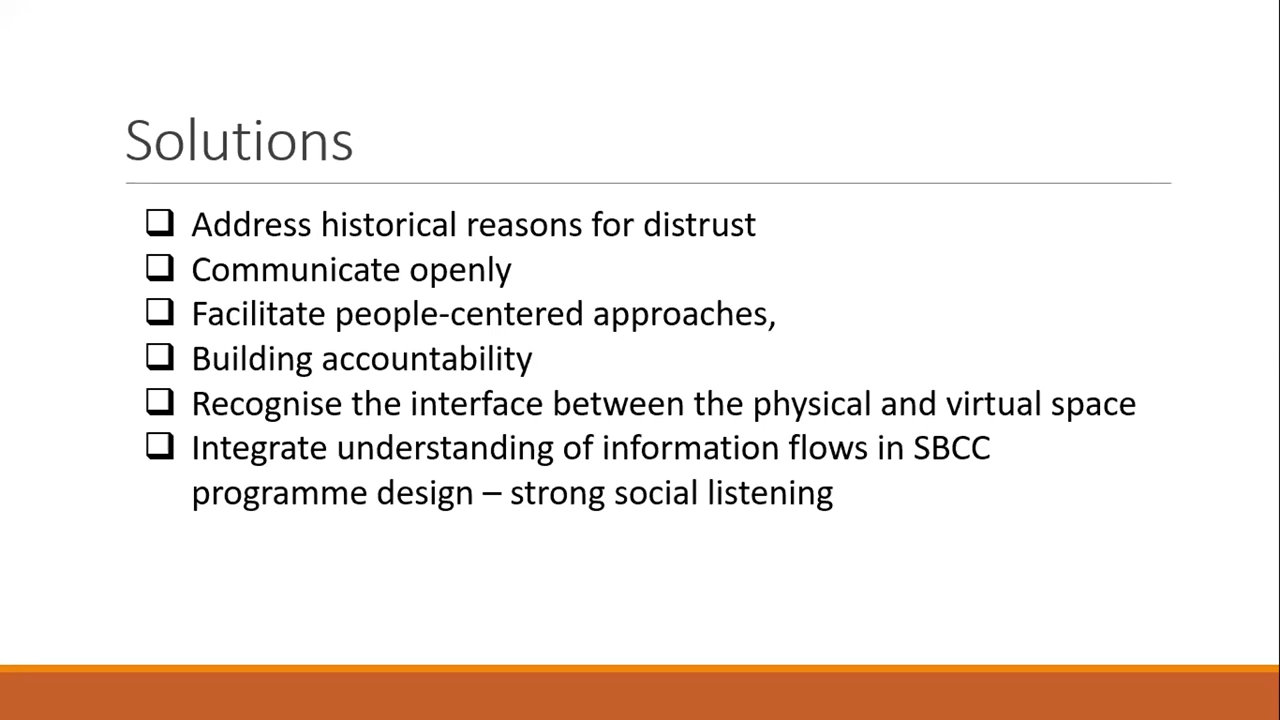 Solutions
Address historical reasons for distrust
Communicate openly
Facilitate people-centered approaches,
Building accountability
Recognise the interface between the physical and virtual space
Integrate understanding of information flows in SBCC
programme design – strong social listening